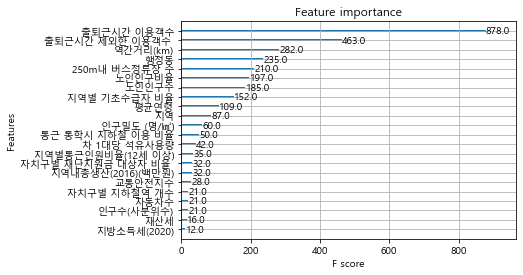 Feature importance
출퇴근시간 이용객수 878.0
출퇴근시간 제외한 이용객수 463.0
역간거리(km) 282.0
행정동 235.0
250m내 버스정류장 수 210.0
노인인구비율 197.0
노인인구수 185.0
지역별 기초수급자 비율 152.0
평균연령 109.0
지역 87.0
인구밀도 (명/㎢) 60.0
통근 통학시 지하철 이용 비율 50.0
차 1대당 석유사용량 42.0
지역별통근인원비율(12세 이상) 35.0
자치구별 재난지원금 대상자 비율 32.0
지역내총생산(2016)(백만원) 32.0
교통안전지수 28.0
자치구별 지하철역 개수 21.0
자동차수 21.0
인구수(사분위수) 21.0
재산세 16.0
지방소득세(2020) 12.0
Features
0 200 400 600 800
F score